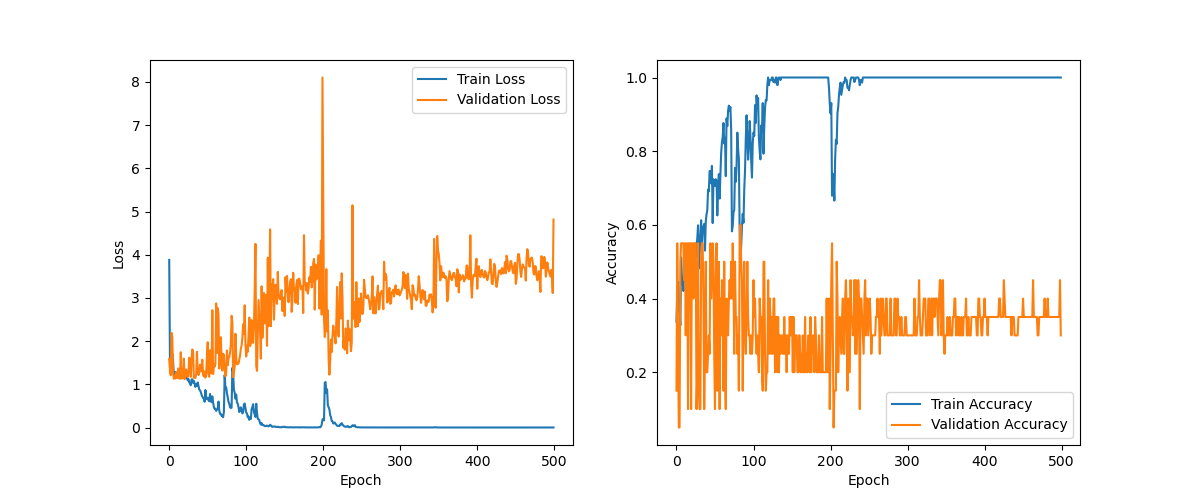 Train Loss
Validation Loss
Loss
8
7
6
5
4
3
2
1
0
0 100 200 300 400 500
Epoch
Accuracy
1.0
0.8
0.6
0.4
0.2
Train Accuracy
Validation Accuracy
0 100 200 300 400 500
Epoch